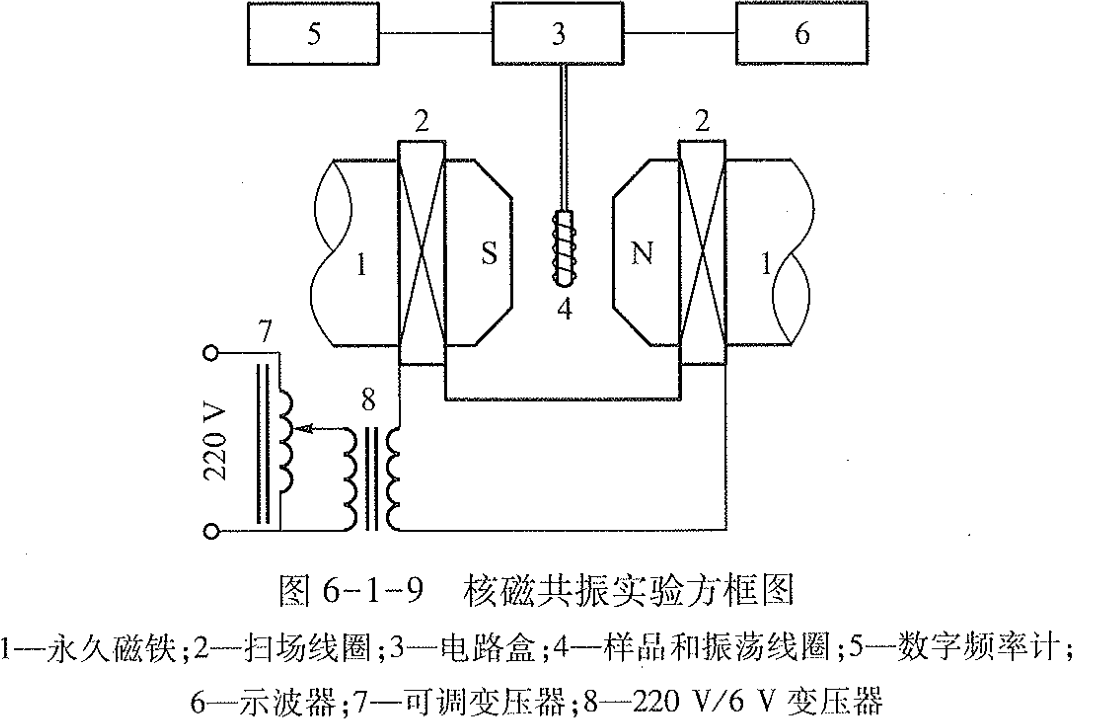 5 3 6
2 2
1 S N 1
4
7
8
220 V
图 6-1-9 核磁共振实验方框图
1—永久磁铁;2—扫场线圈;3—电路盒;4—样品和振荡线圈;5—数字频率计;
6—示波器;7—可调变压器;8—220 V/6 V 变压器